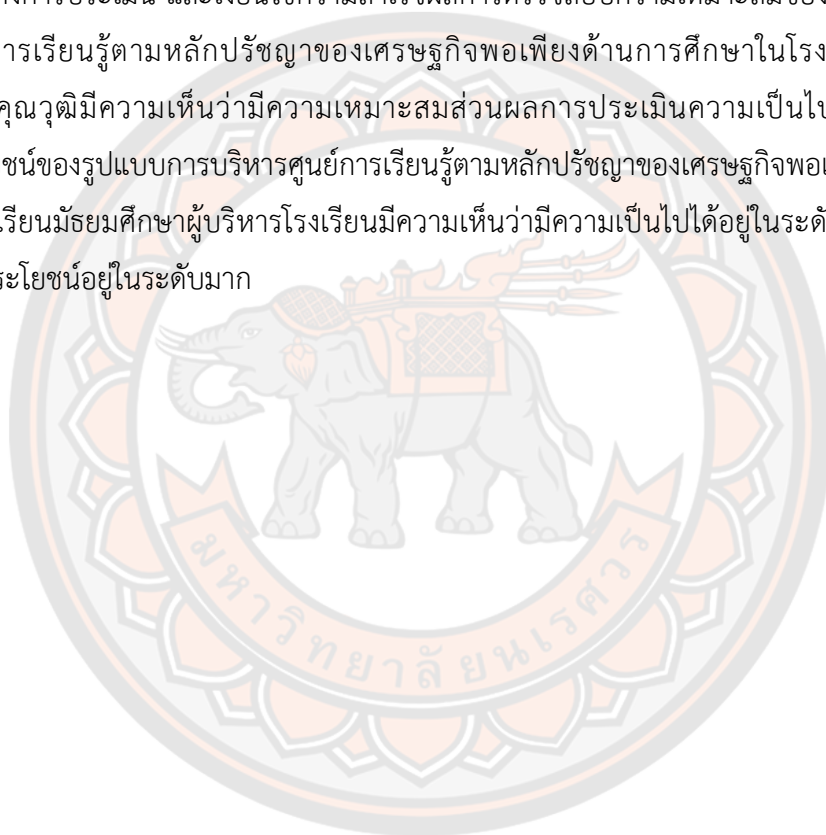 การเรียนรู้ตามหลักปรัชญาของเศรษฐกิจพอเพียงด้านการศึกษาในโรง
คุณวุฒิมีความเห็นว่ามีความเหมาะสมส่วนผลการประเมินความเป็นไป
ชน์ของรูปแบบการบริหารศูนย์การเรียนรู้ตามหลักปรัชญาของเศรษฐกิจพอเ
เรียนมัธยมศึกษาผู้บริหารโรงเรียนมีความเห็นว่ามีความเป็นไปได้อยู่ในระดั
ระโยชน์อยู่ในระดับมาก
มหาวิทยาลัยนเรศวร